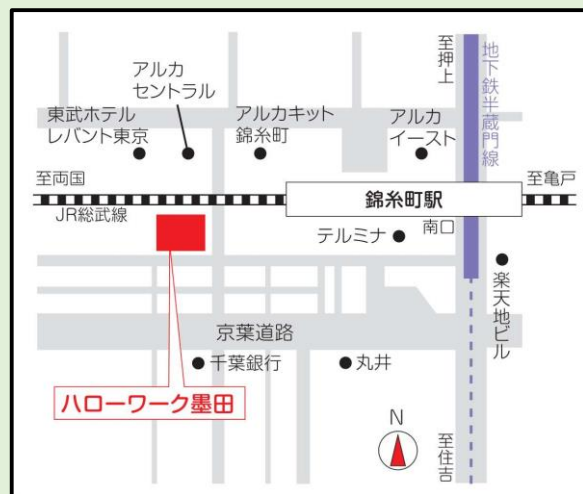 アルカ
セントラル
東武ホテル
レバント東京
アルカキット
錦糸町
アルカ
イースト
至押上
地下鉄半蔵門線
至両国
JR総武線
錦糸町駅
至亀戸
南口
テルミナ
楽天地ビル
京葉道路
千葉銀行
丸井
ハローワーク墨田
N
至住吉